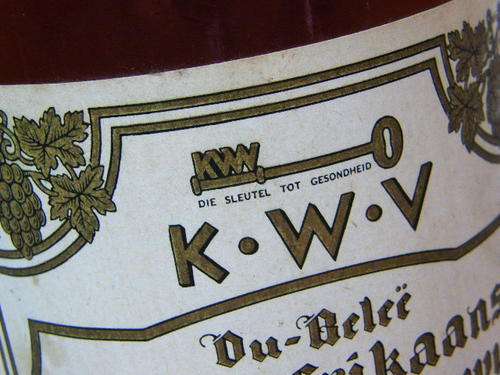 KWV
DIE SLEUTEL TOT GESONDHEID
K·W·V
Ou-Beleë